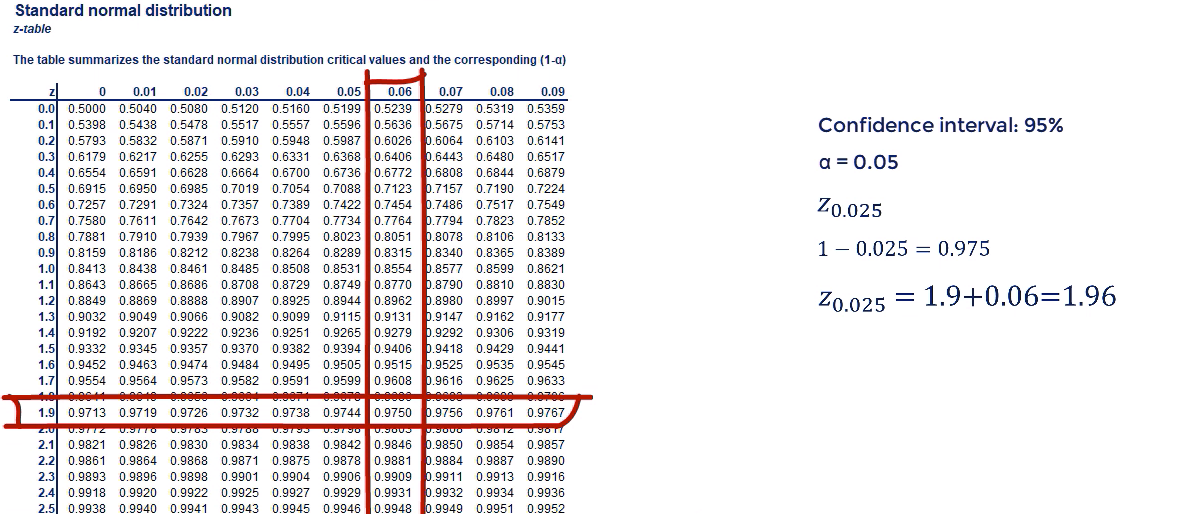 Standard normal distribution
z-table
The table summarizes the standard normal distribution critical values and the corresponding (1-α)
z 0 0.01 0.02 0.03 0.04 0.05 0.06 0.07 0.08 0.09
0.0 0.5000 0.5040 0.5080 0.5120 0.5160 0.5199 0.5239 0.5279 0.5319 0.5359
0.1 0.5398 0.5438 0.5478 0.5517 0.5557 0.5596 0.5636 0.5675 0.5714 0.5753
0.2 0.5793 0.5832 0.5871 0.5910 0.5948 0.5987 0.6026 0.6064 0.6103 0.6141
0.3 0.6179 0.6217 0.6255 0.6293 0.6331 0.6368 0.6406 0.6443 0.6480 0.6517
0.4 0.6554 0.6591 0.6628 0.6664 0.6700 0.6736 0.6772 0.6808 0.6844 0.6879
0.5 0.6915 0.6950 0.6985 0.7019 0.7054 0.7088 0.7123 0.7157 0.7190 0.7224
0.6 0.7257 0.7291 0.7324 0.7357 0.7389 0.7422 0.7454 0.7486 0.7517 0.7549
0.7 0.7580 0.7611 0.7642 0.7673 0.7704 0.7734 0.7764 0.7794 0.7823 0.7852
0.8 0.7881 0.7910 0.7939 0.7967 0.7995 0.8023 0.8051 0.8078 0.8106 0.8133
0.9 0.8159 0.8186 0.8212 0.8238 0.8264 0.8289 0.8315 0.8340 0.8365 0.8389
1.0 0.8413 0.8438 0.8461 0.8485 0.8508 0.8531 0.8554 0.8577 0.8599 0.8621
1.1 0.8643 0.8665 0.8686 0.8708 0.8729 0.8749 0.8770 0.8790 0.8810 0.8830
1.2 0.8849 0.8869 0.8888 0.8907 0.8925 0.8944 0.8962 0.8980 0.8997 0.9015
1.3 0.9032 0.9049 0.9066 0.9082 0.9099 0.9115 0.9131 0.9147 0.9162 0.9177
1.4 0.9192 0.9207 0.9222 0.9236 0.9251 0.9265 0.9279 0.9292 0.9306 0.9319
1.5 0.9332 0.9345 0.9357 0.9370 0.9382 0.9394 0.9406 0.9418 0.9429 0.9441
1.6 0.9452 0.9463 0.9474 0.9484 0.9495 0.9505 0.9515 0.9525 0.9535 0.9545
1.7 0.9554 0.9564 0.9573 0.9582 0.9591 0.9599 0.9608 0.9616 0.9625 0.9633
1.9 0.9713 0.9719 0.9726 0.9732 0.9738 0.9744 0.9750 0.9756 0.9761 0.9767
2.0 0.9772 0.9778 0.9783 0.9788 0.9793 0.9798 0.9803 0.9808 0.9812 0.9817
2.1 0.9821 0.9826 0.9830 0.9834 0.9838 0.9842 0.9846 0.9850 0.9854 0.9857
2.2 0.9861 0.9864 0.9868 0.9871 0.9875 0.9878 0.9881 0.9884 0.9887 0.9890
2.3 0.9893 0.9896 0.9898 0.9901 0.9904 0.9906 0.9909 0.9911 0.9913 0.9916
2.4 0.9918 0.9920 0.9922 0.9925 0.9927 0.9929 0.9931 0.9932 0.9934 0.9936
2.5 0.9938 0.9940 0.9941 0.9943 0.9945 0.9946 0.9948 0.9949 0.9951 0.9952
Confidence interval: 95%
α = 0.05
z0.025
1 − 0.025 = 0.975
z0.025 = 1.9+0.06=1.96